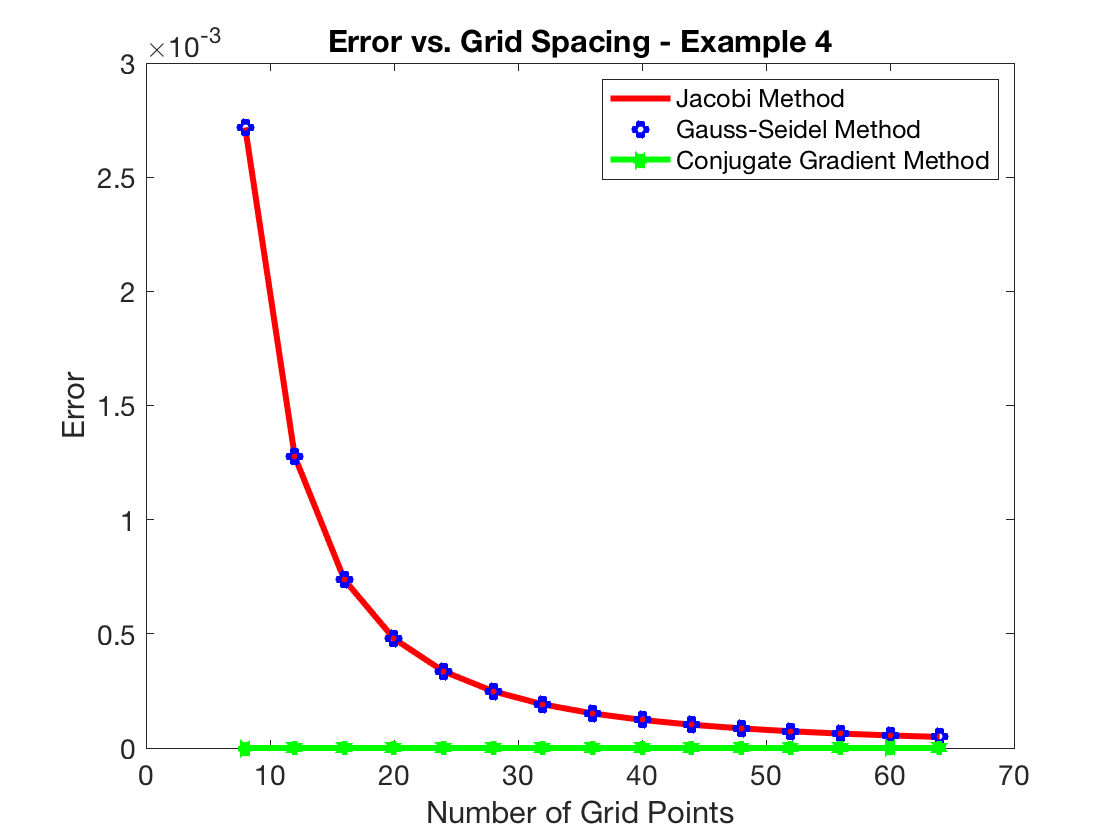 Error vs. Grid Spacing - Example 4
×10⁻³
3
2.5
2
1.5
1
0.5
0
Error
Jacobi Method
Gauss-Seidel Method
Conjugate Gradient Method
0 10 20 30 40 50 60 70
Number of Grid Points